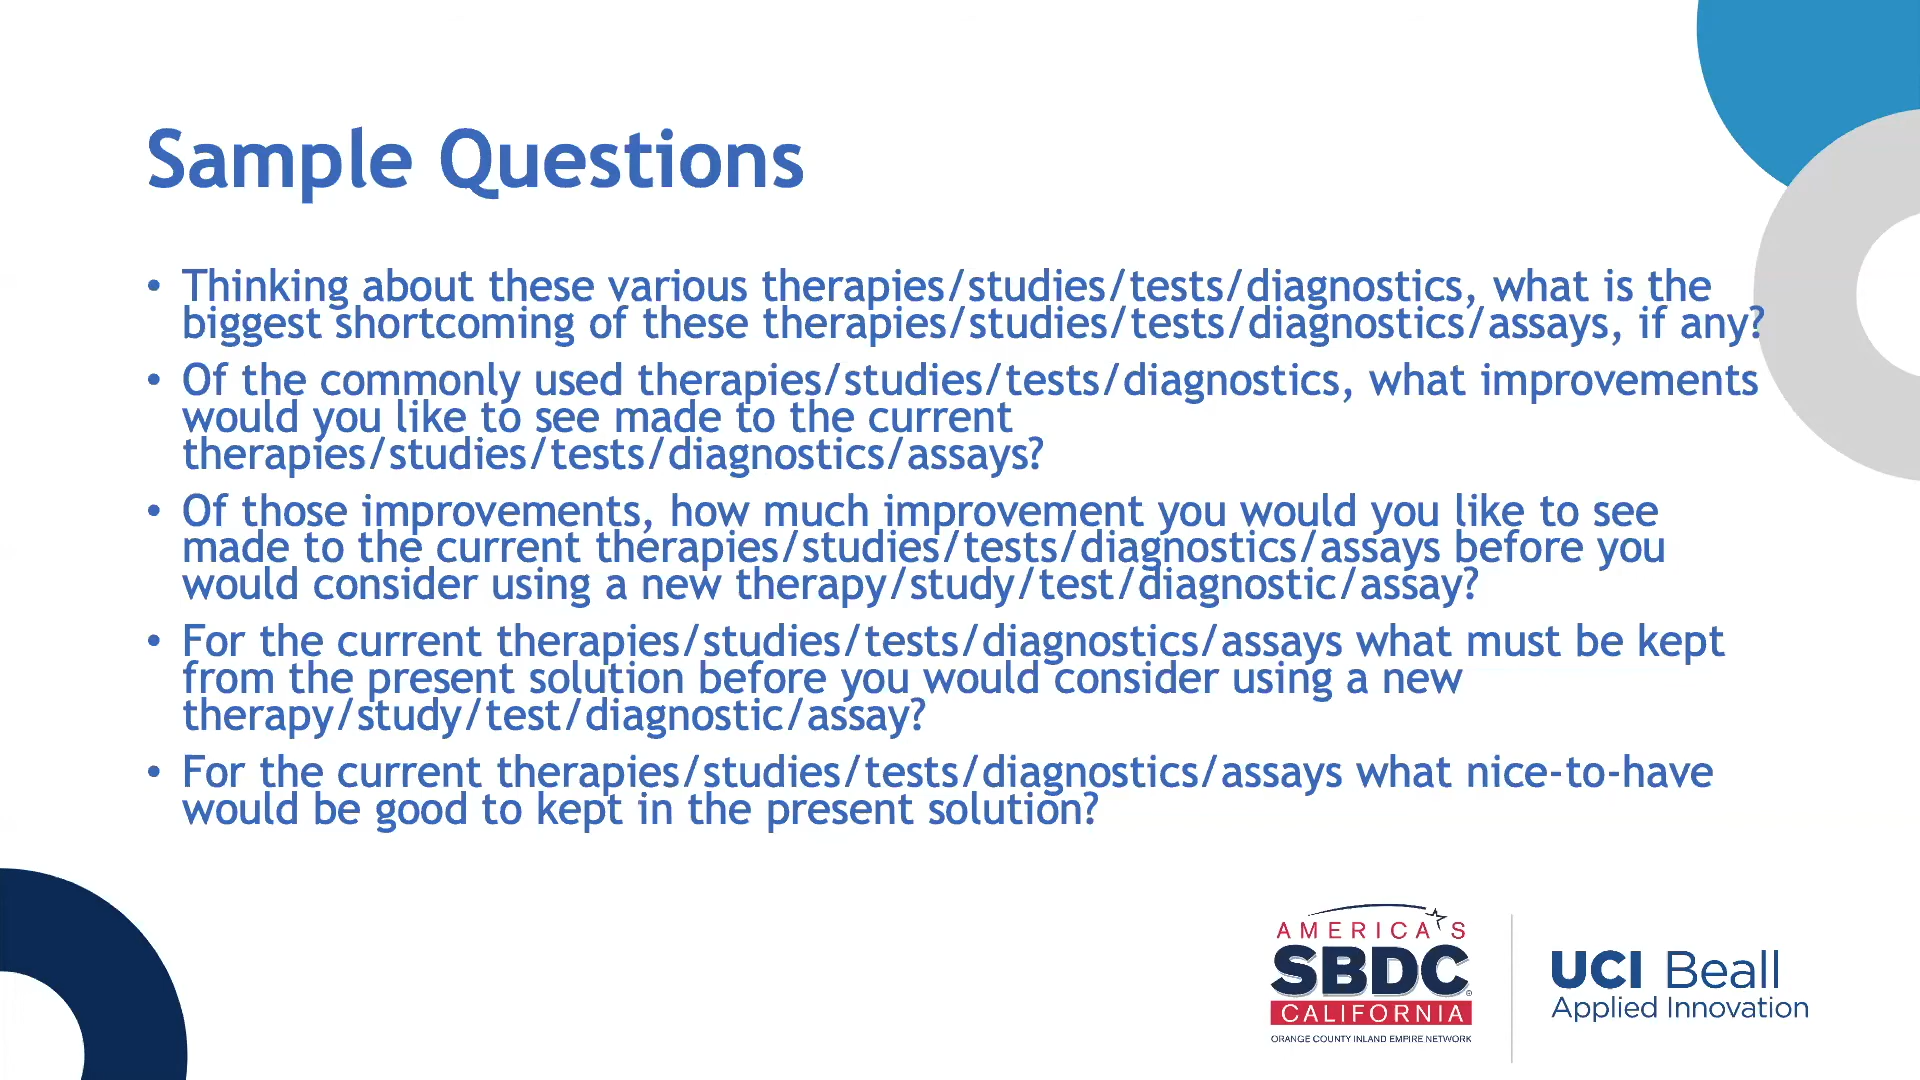 Sample Questions
• Thinking about these various therapies/studies/tests/diagnostics, what is the
biggest shortcoming of these therapies/studies/tests/diagnostics/assays, if any?
• Of the commonly used therapies/studies/tests/diagnostics, what improvements
would you like to see made to the current
therapies/studies/tests/diagnostics/assays?
• Of those improvements, how much improvement you would you like to see
made to the current therapies/studies/tests/diagnostics/assays before you
would consider using a new therapy/study/test/diagnostic/assay?
• For the current therapies/studies/tests/diagnostics/assays what must be kept
from the present solution before you would consider using a new
therapy/study/test/diagnostic/assay?
• For the current therapies/studies/tests/diagnostics/assays what nice-to-have
would be good to kept in the present solution?
AMERICA'S
SBDC®
CALIFORNIA
ORANGE COUNTY INLAND EMPIRE NETWORK
UCI Beall
Applied Innovation